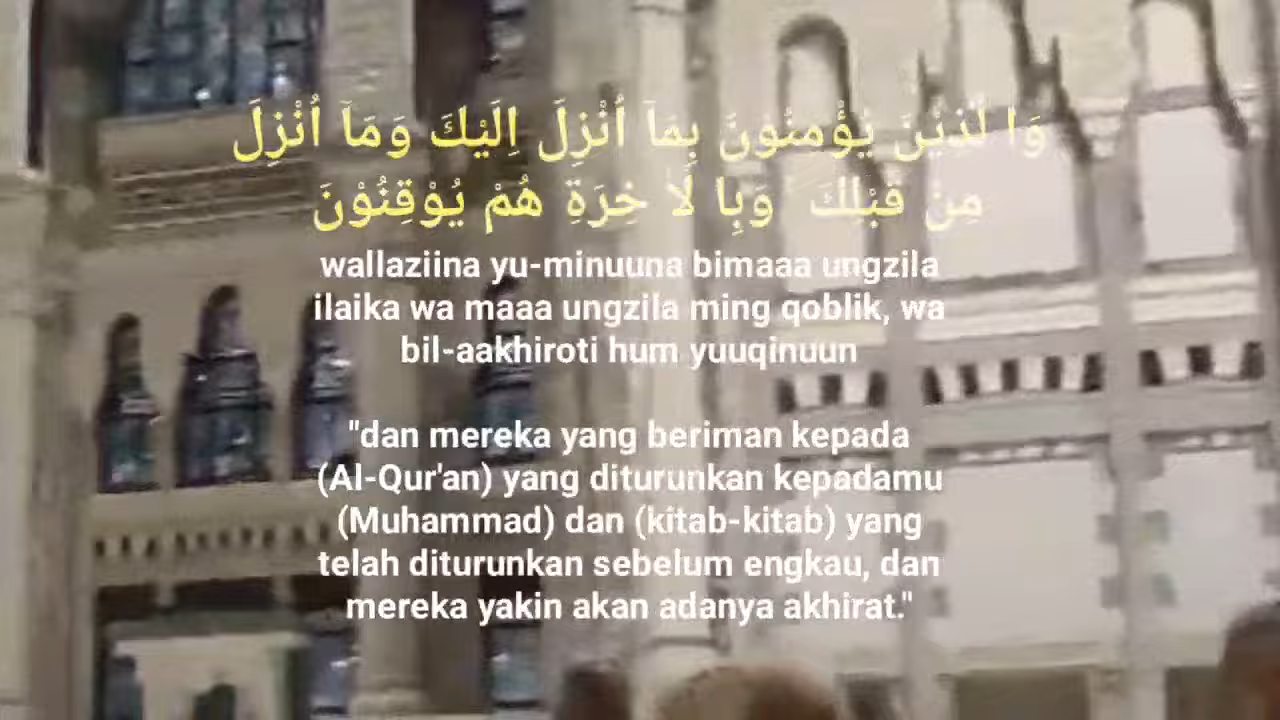 وَا لَّذِيْنَ يُؤْمِنُوْنَ بِمَاۤ اُنْزِلَ اِلَيْكَ وَمَاۤ اُنْزِلَ
مِنْ قَبْلِكَ ۚ وَبِا لْاٰ خِرَةِ هُمْ يُوْقِنُوْنَ
wallaziina yu-minuuna bimaaa ungzila
ilaika wa maaa ungzila ming qoblik, wa
bil-aakhiroti hum yuuqinuun
"dan mereka yang beriman kepada
(Al-Qur'an) yang diturunkan kepadamu
(Muhammad) dan (kitab-kitab) yang
telah diturunkan sebelum engkau, dan
mereka yakin akan adanya akhirat."